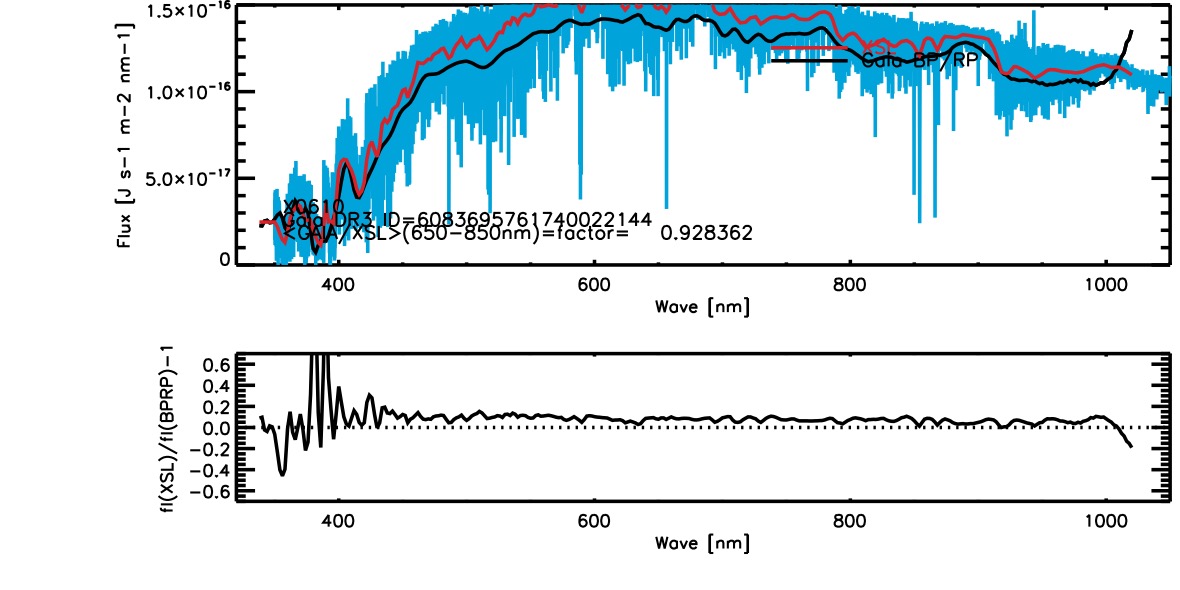 1.5×10−16
1.0×10−16
5.0×10−17
0
Flux [J s−1 m−2 nm−1]
XSL
Gaia BP/RP
X0610
Gaia DR3 ID=6083695761740022144
<GAIA/XSL>(650−850nm)=factor= 0.928362
400 600 800 1000
Wave [nm]
0.6
0.4
0.2
0.0
−0.2
−0.4
−0.6
fl(XSL)/fl(BPRP)−1
400 600 800 1000
Wave [nm]